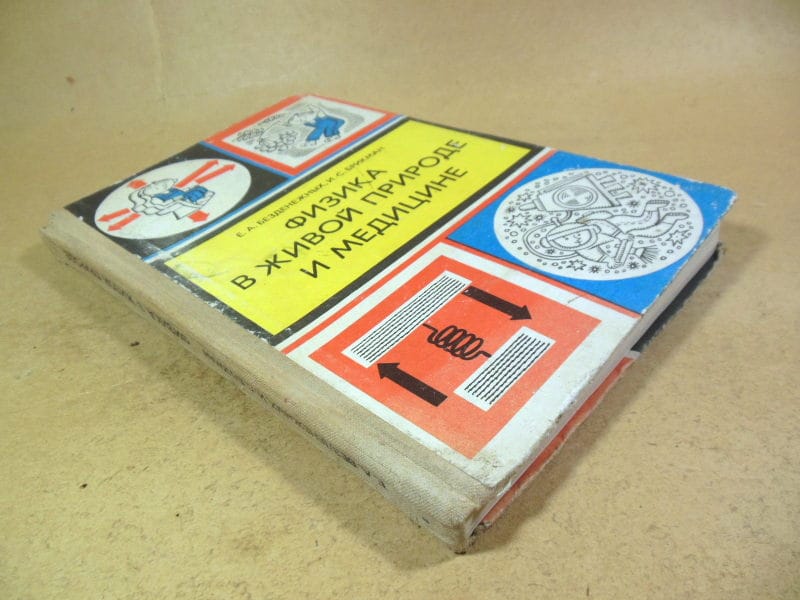 Е. А. БЕЗДЕНЕЖНЫХ, И. С. БРИКМАН
ФИЗИКА
В ЖИВОЙ ПРИРОДЕ
И МЕДИЦИНЕ